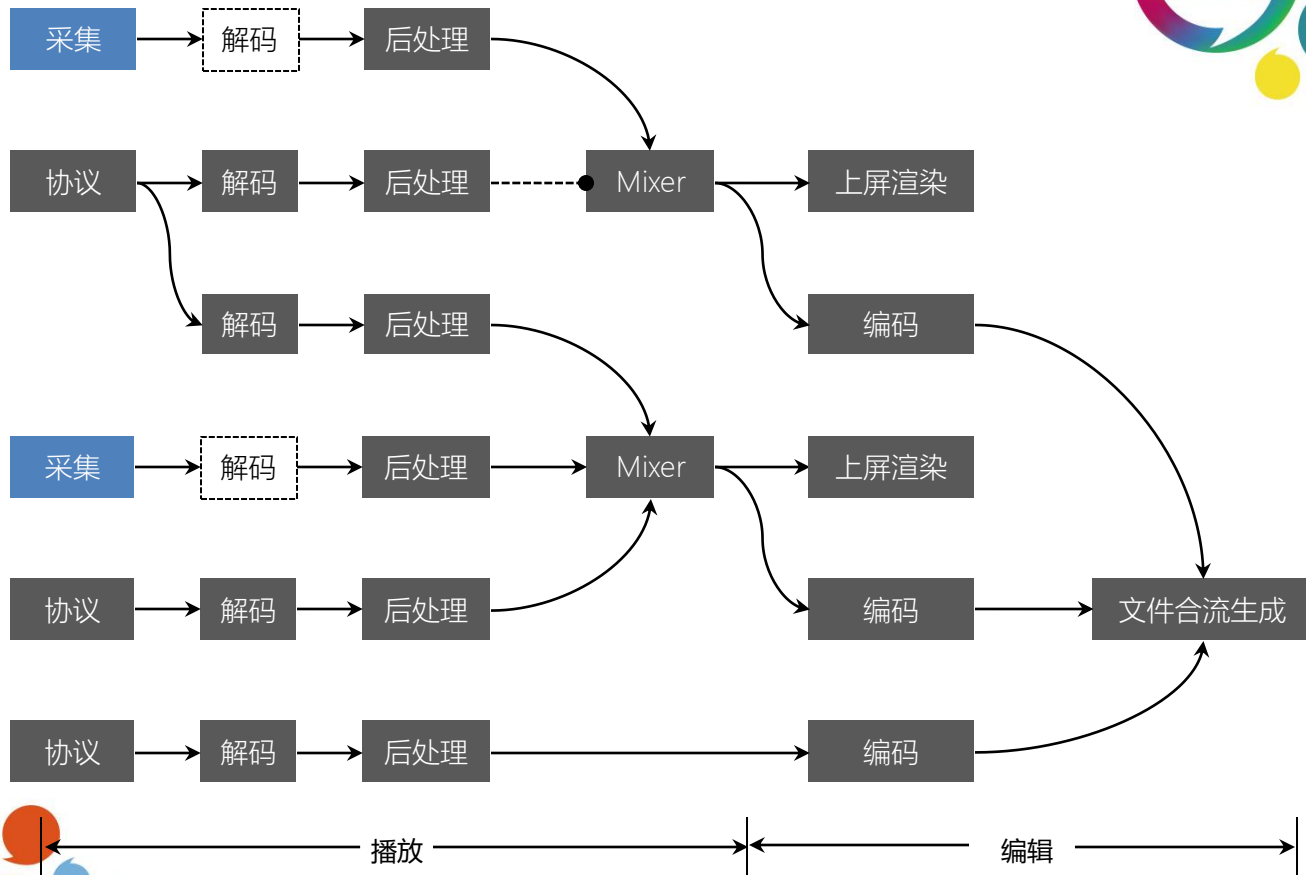 采集 解码 后处理
协议 解码 后处理 Mixer 上屏渲染
解码 后处理 编码
采集 解码 后处理 Mixer 上屏渲染
协议 解码 后处理 编码 文件合流生成
协议 解码 后处理 编码
播放 编辑